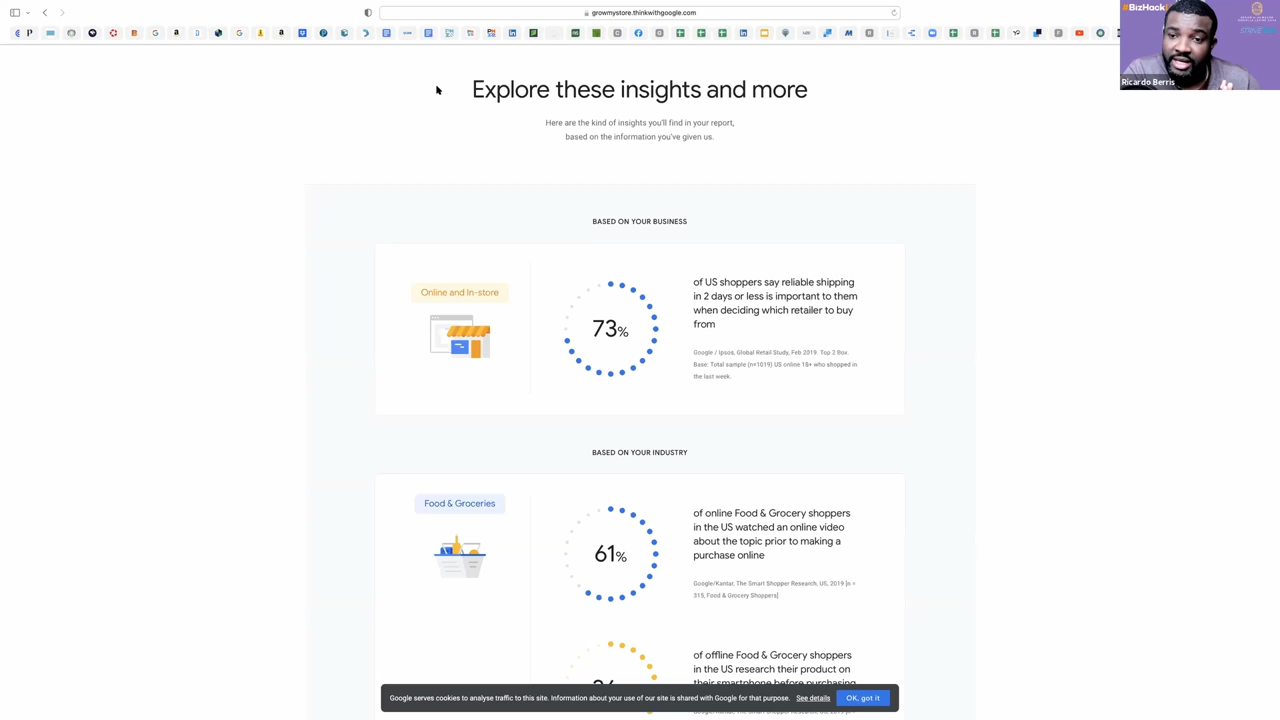 growmystore.thinkwithgoogle.com
#BizHack
Ricardo Berris
Explore these insights and more
Here are the kind of insights you'll find in your report,
based on the information you've given us.
BASED ON YOUR BUSINESS
Online and In-store
73%
of US shoppers say reliable shipping
in 2 days or less is important to them
when deciding which retailer to buy
from
Google / Ipsos, Global Retail Study, Feb 2019. Top 2 Box.
Base: Total sample (n=1619) US online 18+ who shopped in
the last week.
BASED ON YOUR INDUSTRY
Food & Groceries
61%
of online Food & Grocery shoppers
in the US watched an online video
about the topic prior to making a
purchase online
Google/Kantar, The Smart Shopper Research, US, 2019 [n =
315, Food & Grocery Shoppers]
of offline Food & Grocery shoppers
in the US research their product on
their smartphone before purchasing
Google serves cookies to analyse traffic to this site. Information about your use of our site is shared with Google for that purpose. See details OK, got it